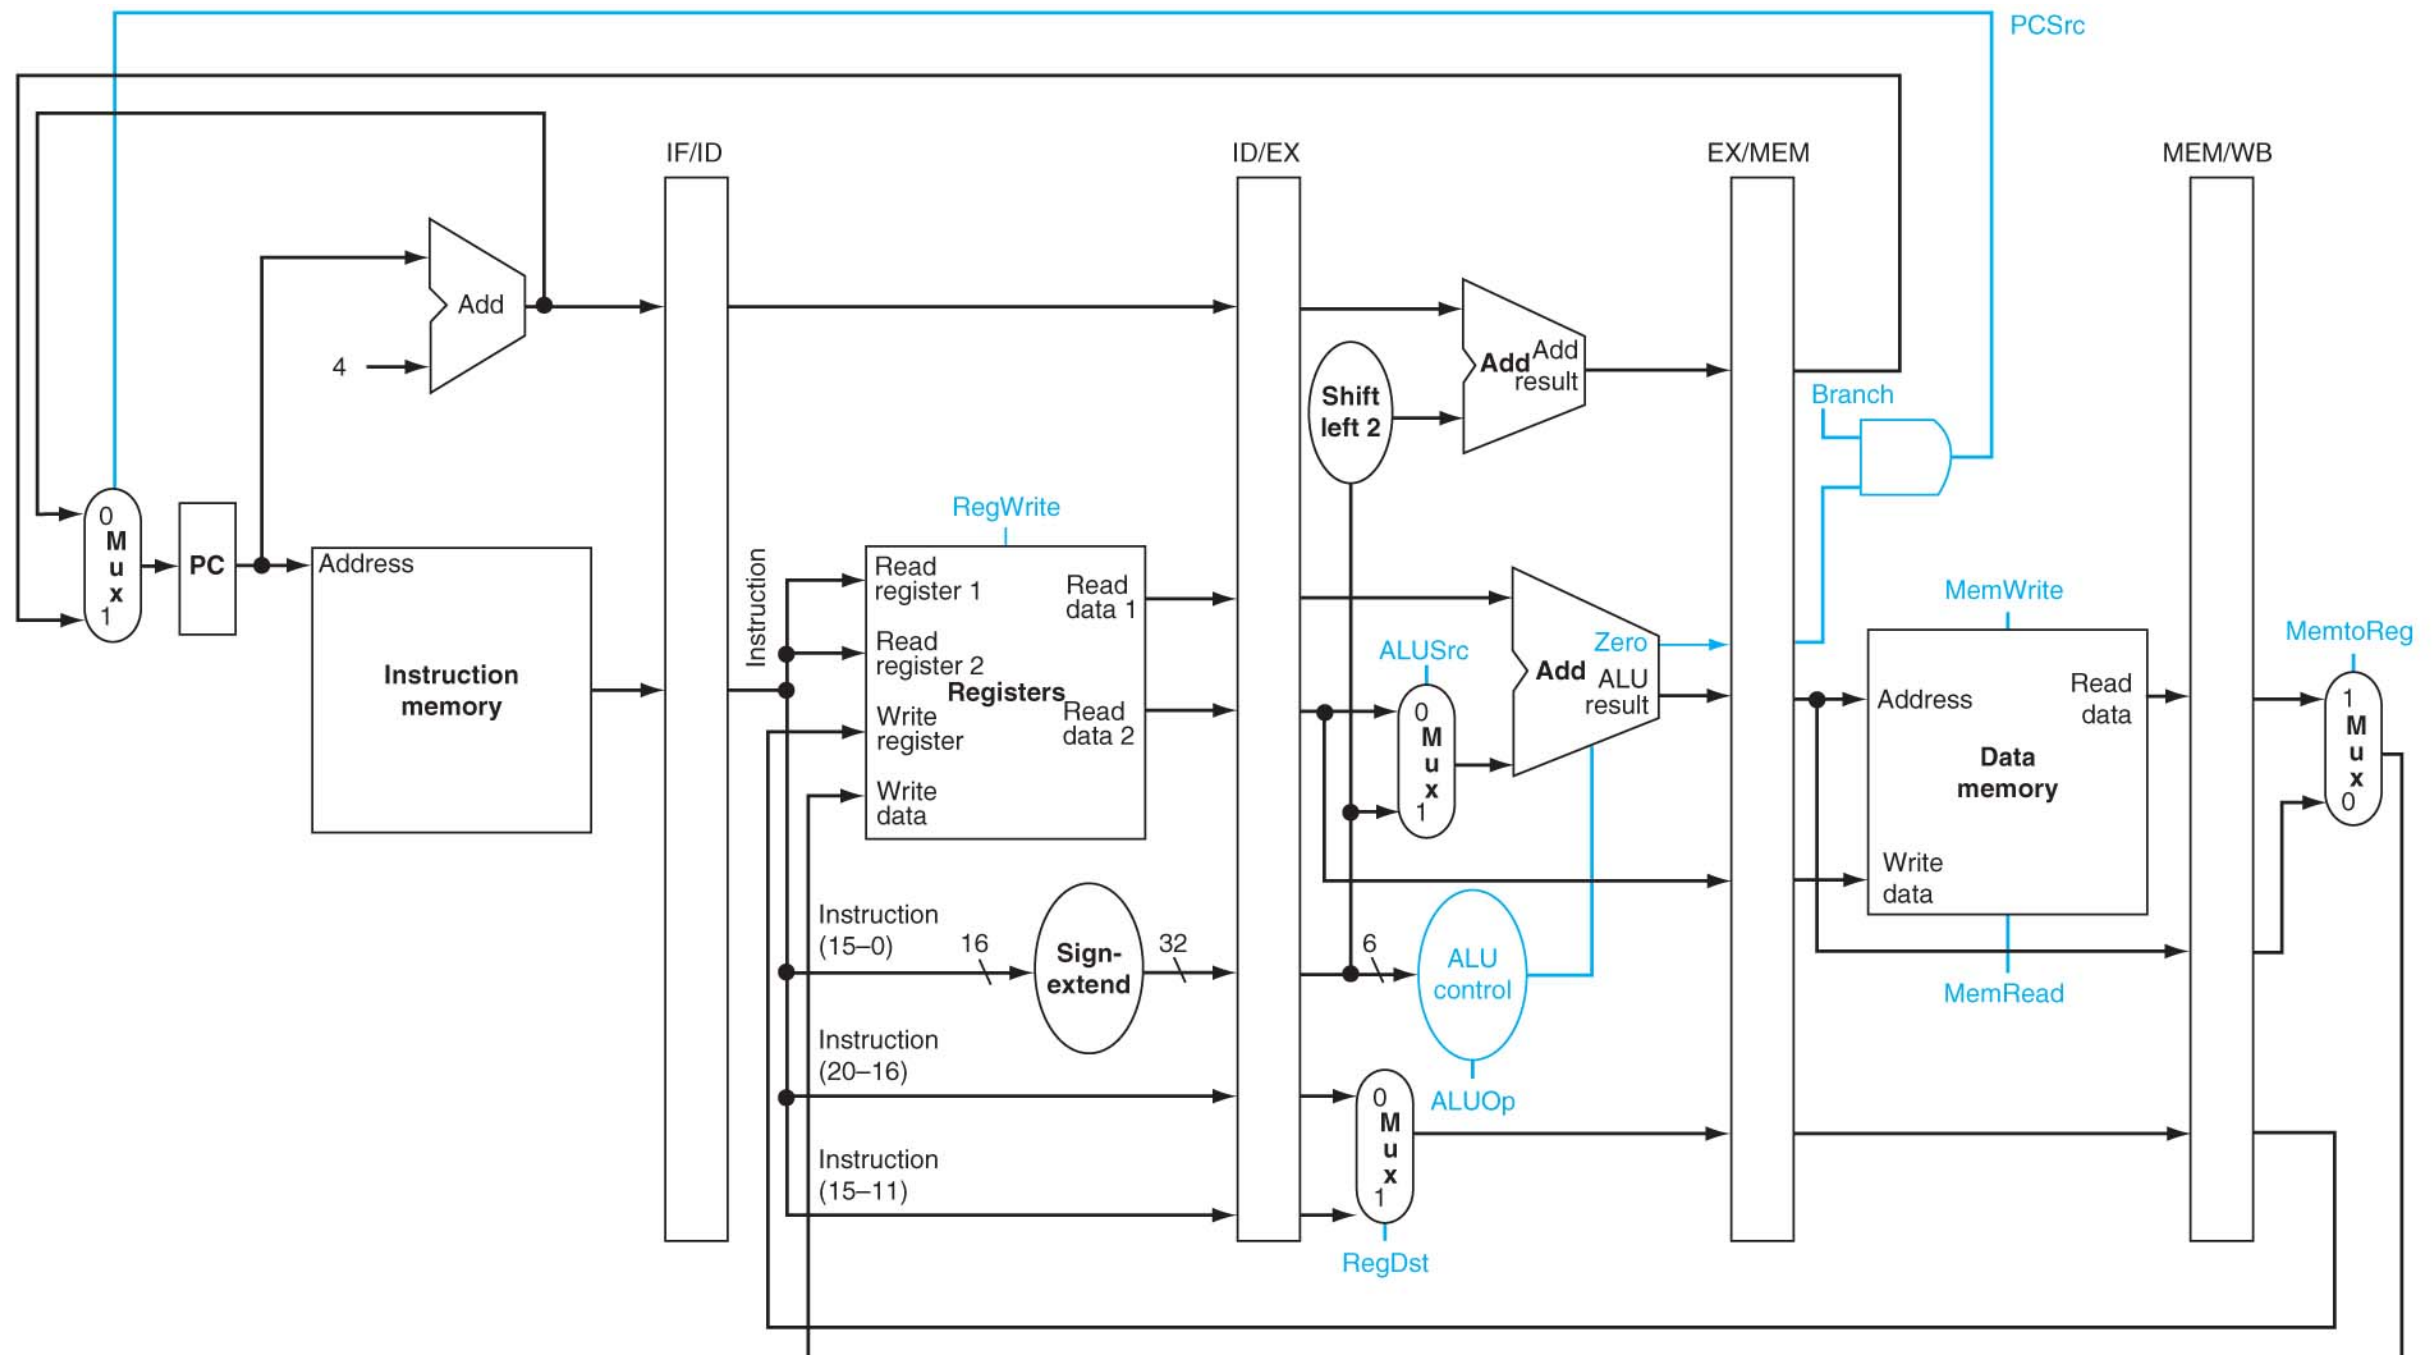 PCSrc
IF/ID
ID/EX
EX/MEM
MEM/WB
Add
4
Add
Add
result
Shift
left 2
Branch
0
M
u
x
1
PC
Address
Instruction
memory
Instruction
RegWrite
Read
register 1
Read
register 2
Write
register
Write
data
Registers
Read
data 1
Read
data 2
ALUSrc
0
M
u
x
1
Zero
Add
ALU
result
MemWrite
Address
Read
data
Data
memory
Write
data
MemRead
MemtoReg
1
M
u
x
0
Instruction
(15–0)
16
Sign-
extend
32
6
ALU
control
ALUOp
Instruction
(20–16)
Instruction
(15–11)
0
M
u
x
1
RegDst